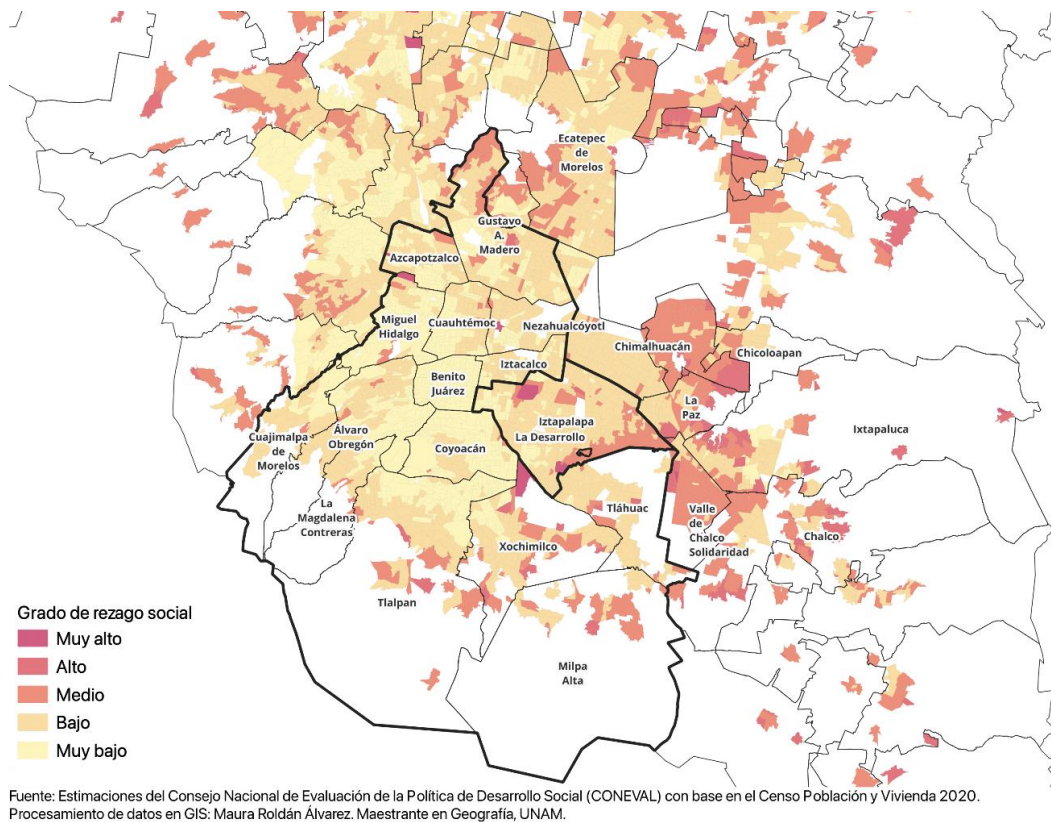 Ecatepec
de
Morelos
Gustavo
A.
Madero
Azcapotzalco
Miguel
Hidalgo
Cuauhtémoc
Nezahualcóyotl
Chimalhuacán
Chicoloapan
Iztacalco
Benito
Juárez
La
Paz
Iztapalapa
La Desarrollo
Ixtapaluca
Cuajimalpa
de
Morelos
Álvaro
Obregón
Coyoacán
La
Magdalena
Contreras
Tláhuac
Valle
de
Chalco
Solidaridad
Chalco
Xochimilco
Tlalpan
Milpa
Alta
Grado de rezago social
Muy alto
Alto
Medio
Bajo
Muy bajo
Fuente: Estimaciones del Consejo Nacional de Evaluación de la Política de Desarrollo Social (CONEVAL) con base en el Censo Población y Vivienda 2020.
Procesamiento de datos en GIS: Maura Roldán Álvarez. Maestrante en Geografía, UNAM.